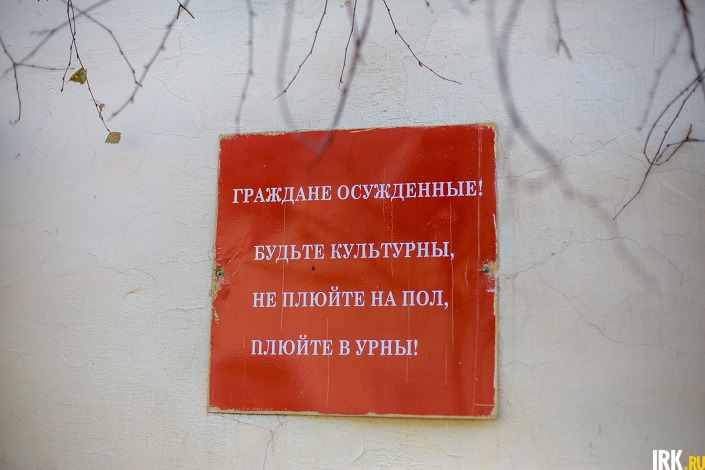 ГРАЖДАНЕ ОСУЖДЕННЫЕ!
БУДЬТЕ КУЛЬТУРНЫ,
НЕ ПЛЮЙТЕ НА ПОЛ,
ПЛЮЙТЕ В УРНЫ!
IRK.RU